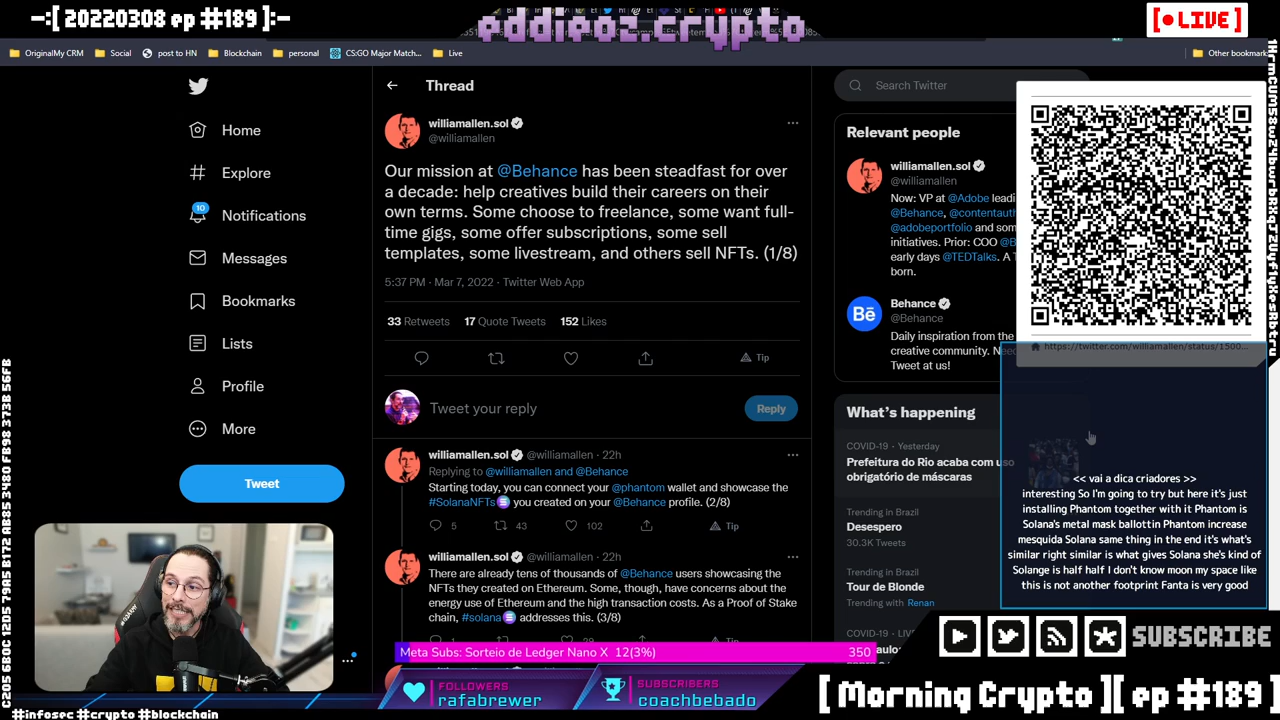 -:[ 20220308 ep #189 ]:-
eddieoz.crypto
[●LIVE]
OriginalMy CRM
Social
post to HN
Blockchain
personal
CS:GO Major Match...
Live
Other bookmark
Home
Explore
10
Notifications
Messages
Bookmarks
Lists
Profile
More
Tweet
Thread
williamallen.sol
@williamallen
Our mission at @Behance has been steadfast for over
a decade: help creatives build their careers on their
own terms. Some choose to freelance, some want full-
time gigs, some offer subscriptions, some sell
templates, some livestream, and others sell NFTs. (1/8)
5:37 PM · Mar 7, 2022 · Twitter Web App
33 Retweets 17 Quote Tweets 152 Likes
Tip
Tweet your reply
Reply
williamallen.sol @williamallen · 22h
Replying to @williamallen and @Behance
Starting today, you can connect your @phantom wallet and showcase the
#SolanaNFTs you created on your @Behance profile. (2/8)
5 43 102 Tip
williamallen.sol @williamallen · 22h
There are already tens of thousands of @Behance users showcasing the
NFTs they created on Ethereum. Some, though, have concerns about the
energy use of Ethereum and the high transaction costs. As a Proof of Stake
chain, #solana addresses this. (3/8)
Search Twitter
Relevant people
williamallen.sol
@williamallen
Now: VP at @Adobe leadi
@Behance, @contentauth
@adobeportfolio and som
initiatives. Prior: COO @B
early days @TEDTalks. A T
born.
Bē
Behance
@Behance
Daily inspiration from the
creative community. Nee
Tweet at us!
https://twitter.com/williamallen/status/1500...
What's happening
COVID-19 · Yesterday
Prefeitura do Rio acaba com uso
obrigatório de máscaras
Trending in Brazil
Desespero
30.3K Tweets
Trending in Brazil
Tour de Blonde
Trending with Renan
COVID-19 · LIV
<< vai a dica criadores >>
interesting So I'm going to try but here it's just
installing Phantom together with it Phantom is
Solana's metal mask ballottin Phantom increase
mesquida Solana same thing in the end it's what's
similar right similar is what gives Solana she's kind of
Solange is half half I don't know moon my space like
this is not another footprint Fanta is very good
SUBSCRIBE
Meta Subs: Sorteio de Ledger Nano X 12(3%)
350
FOLLOWERS
rafabrewer
SUBSCRIBERS
coachbebado
[ Morning Crypto ][ ep #189 ]
#infosec #crypto #blockchain